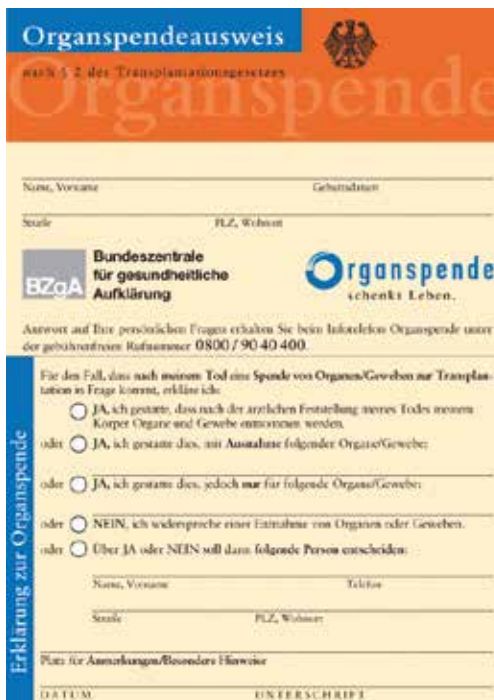 Organspendeausweis
nach § 2 des Transplantationsgesetzes
Organspende
Name, Vorname Geburtsdatum
Straße PLZ, Wohnort
BZgA
Bundeszentrale
für gesundheitliche
Aufklärung
Organspende
schenkt Leben.
Antwort auf Ihre persönlichen Fragen erhalten Sie beim Infotelefon Organspende unter
der gebührenfreien Rufnummer 0800 / 90 40 400.
Erklärung zur Organspende
Für den Fall, dass nach meinem Tod eine Spende von Organen/Geweben zur Transplan-
tation in Frage kommt, erkläre ich:
JA, ich gestatte, dass nach der ärztlichen Feststellung meines Todes meinem
Körper Organe und Gewebe entnommen werden.
oder JA, ich gestatte dies, mit Ausnahme folgender Organe/Gewebe:
oder JA, ich gestatte dies, jedoch nur für folgende Organe/Gewebe:
oder NEIN, ich widerspreche einer Entnahme von Organen oder Geweben.
oder Über JA oder NEIN soll dann folgende Person entscheiden:
Name, Vorname Telefon
Straße PLZ, Wohnort
Platz für Anmerkungen/Besondere Hinweise
DATUM UNTERSCHRIFT